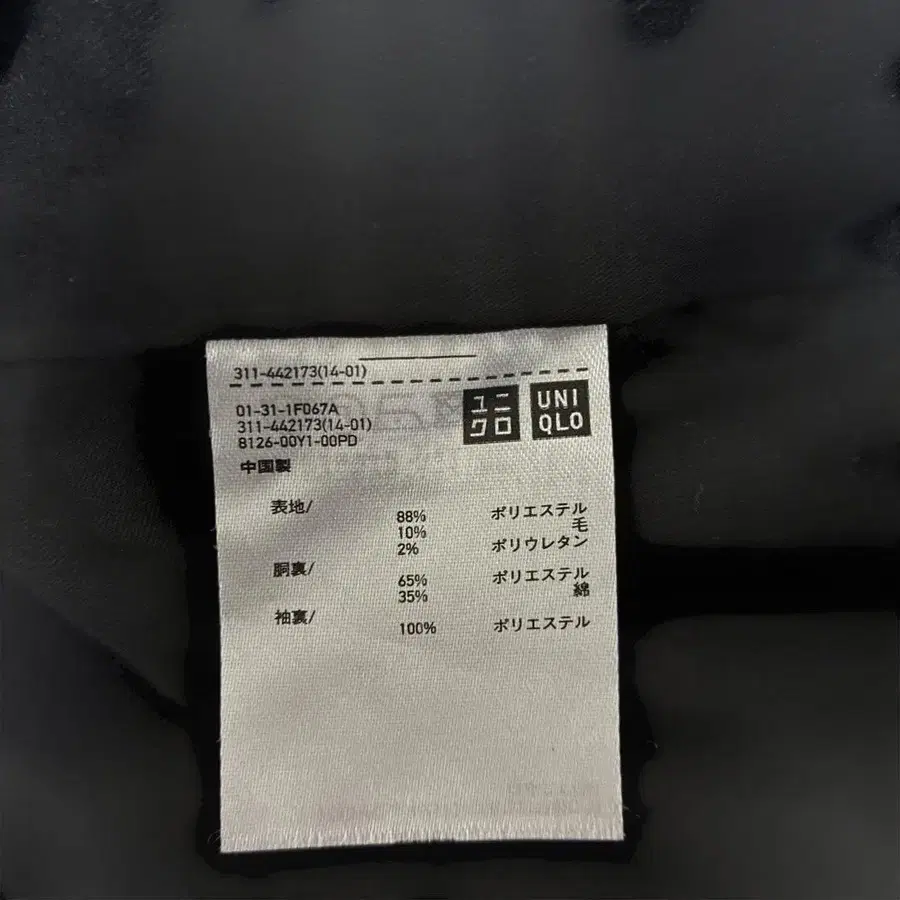 311-442173(14-01)
01-31-1F067A
311-442173(14-01)
8126-00Y1-00PD
ユニ
クロ
UNI
QLO
中国製
表地/
88% ポリエステル
10% 毛
2% ポリウレタン
胴裏/
65% ポリエステル
35% 綿
袖裏/
100% ポリエステル